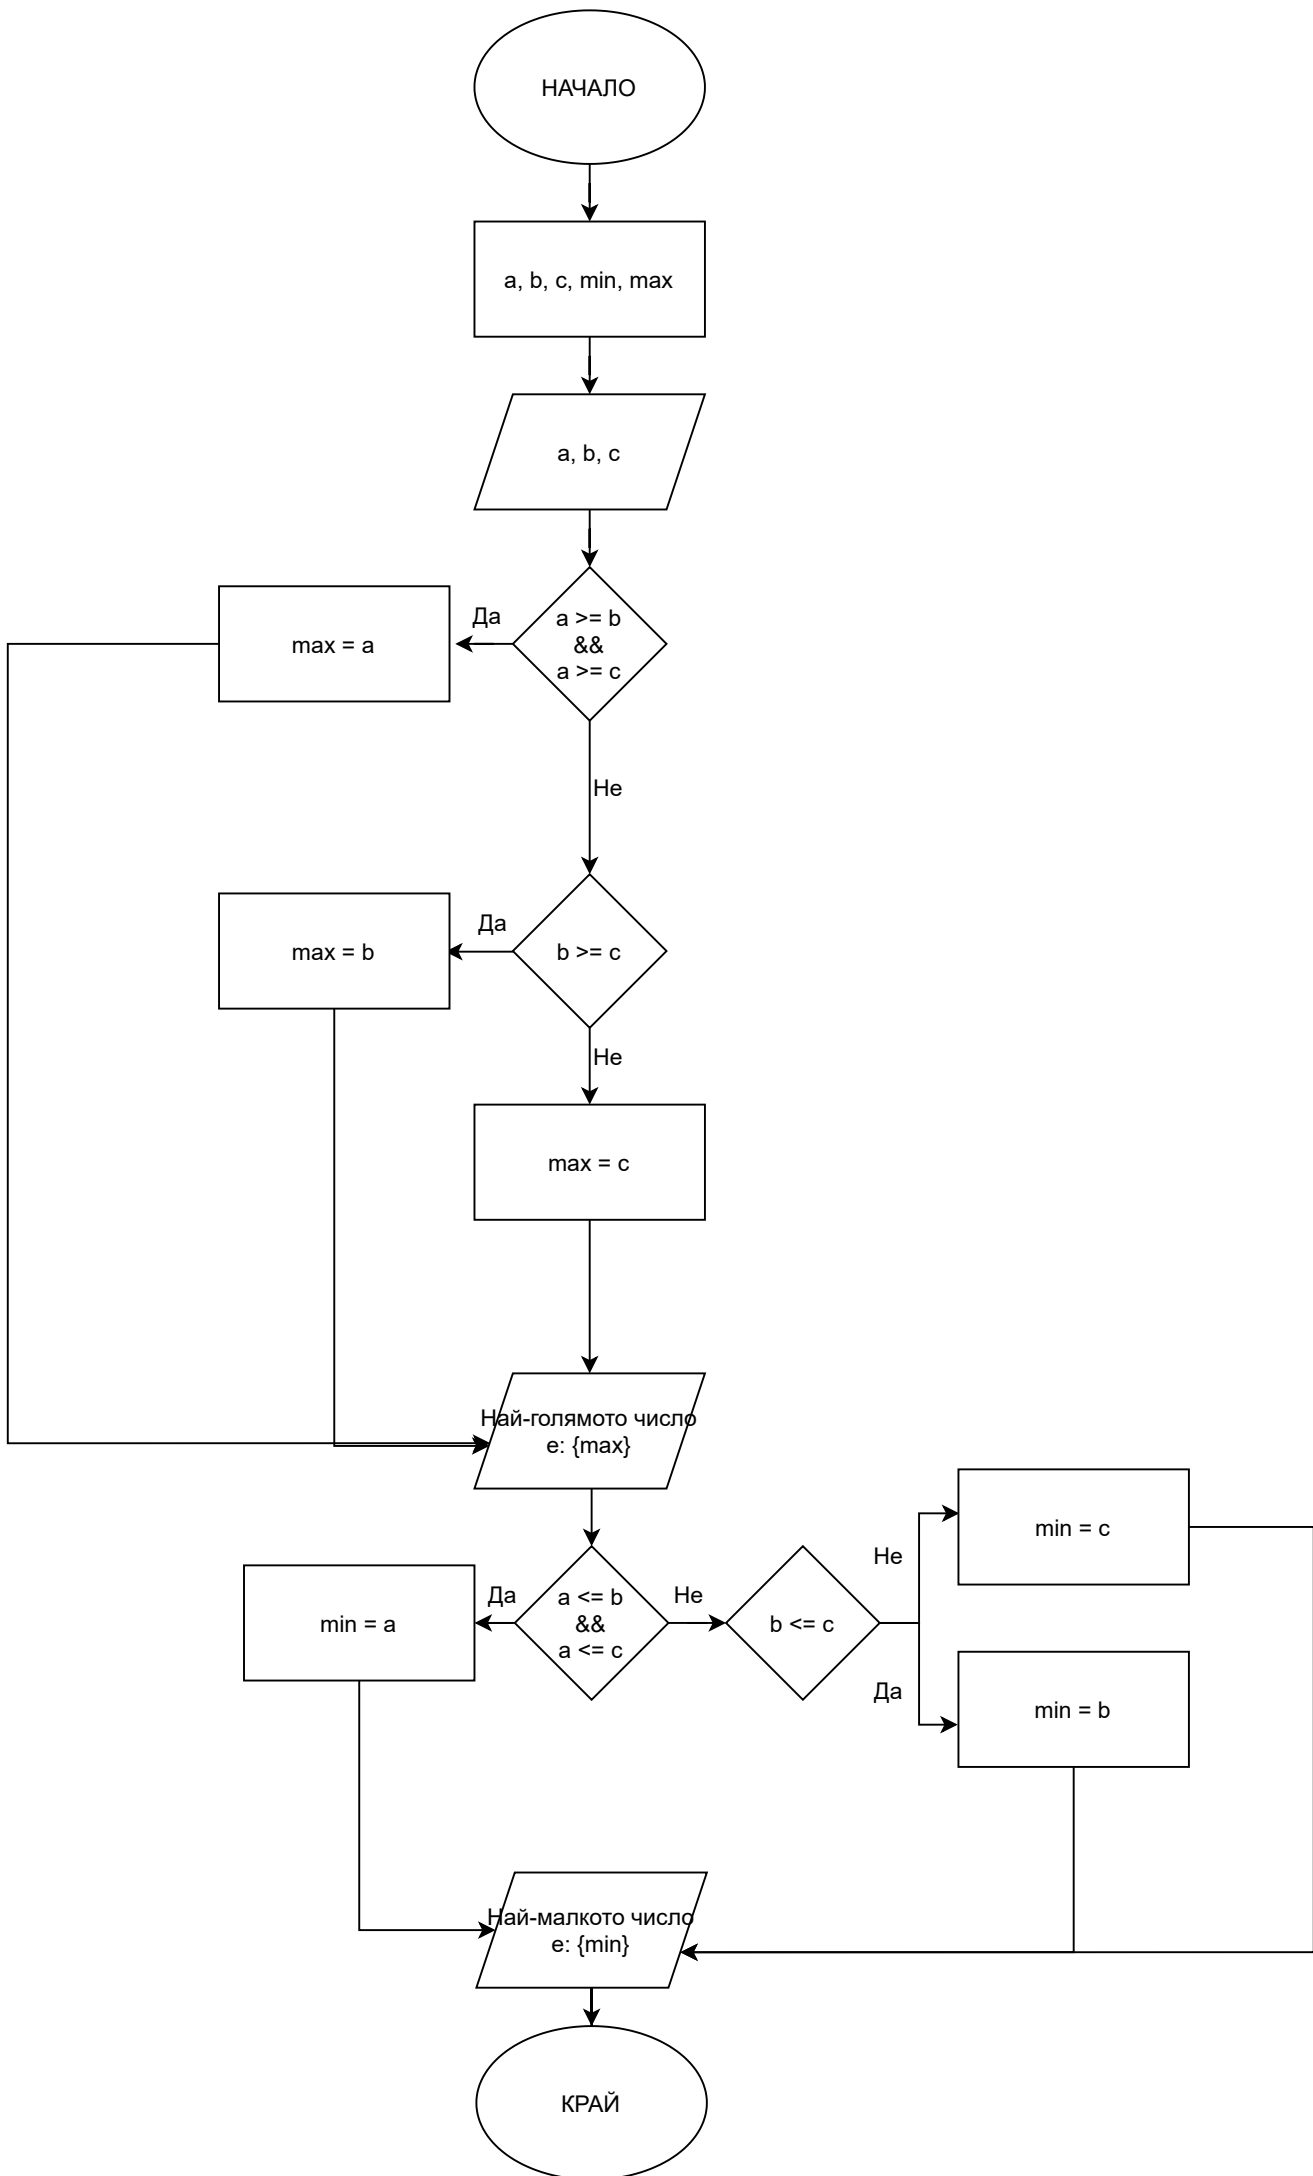 НАЧАЛО
a, b, c, min, max
a, b, c
a >= b
&&
a >= c
Да
max = a
Не
b >= c
Да
max = b
Не
max = c
Най-голямото число
е: {max}
a <= b
&&
a <= c
Да
min = a
Не
b <= c
Не
min = c
Да
min = b
Най-малкото число
е: {min}
КРАЙ